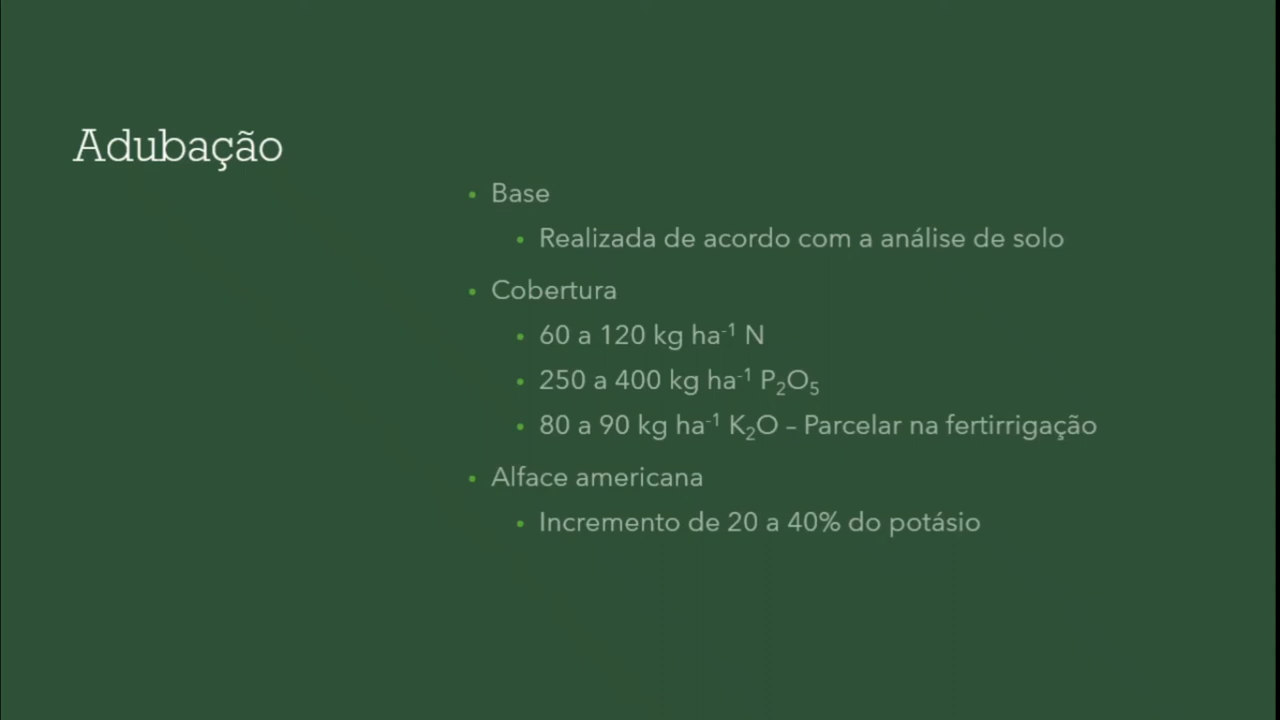 Adubação
• Base
• Realizada de acordo com a análise de solo
• Cobertura
• 60 a 120 kg ha⁻¹ N
• 250 a 400 kg ha⁻¹ P₂O₅
• 80 a 90 kg ha⁻¹ K₂O – Parcelar na fertirrigação
• Alface americana
• Incremento de 20 a 40% do potásio